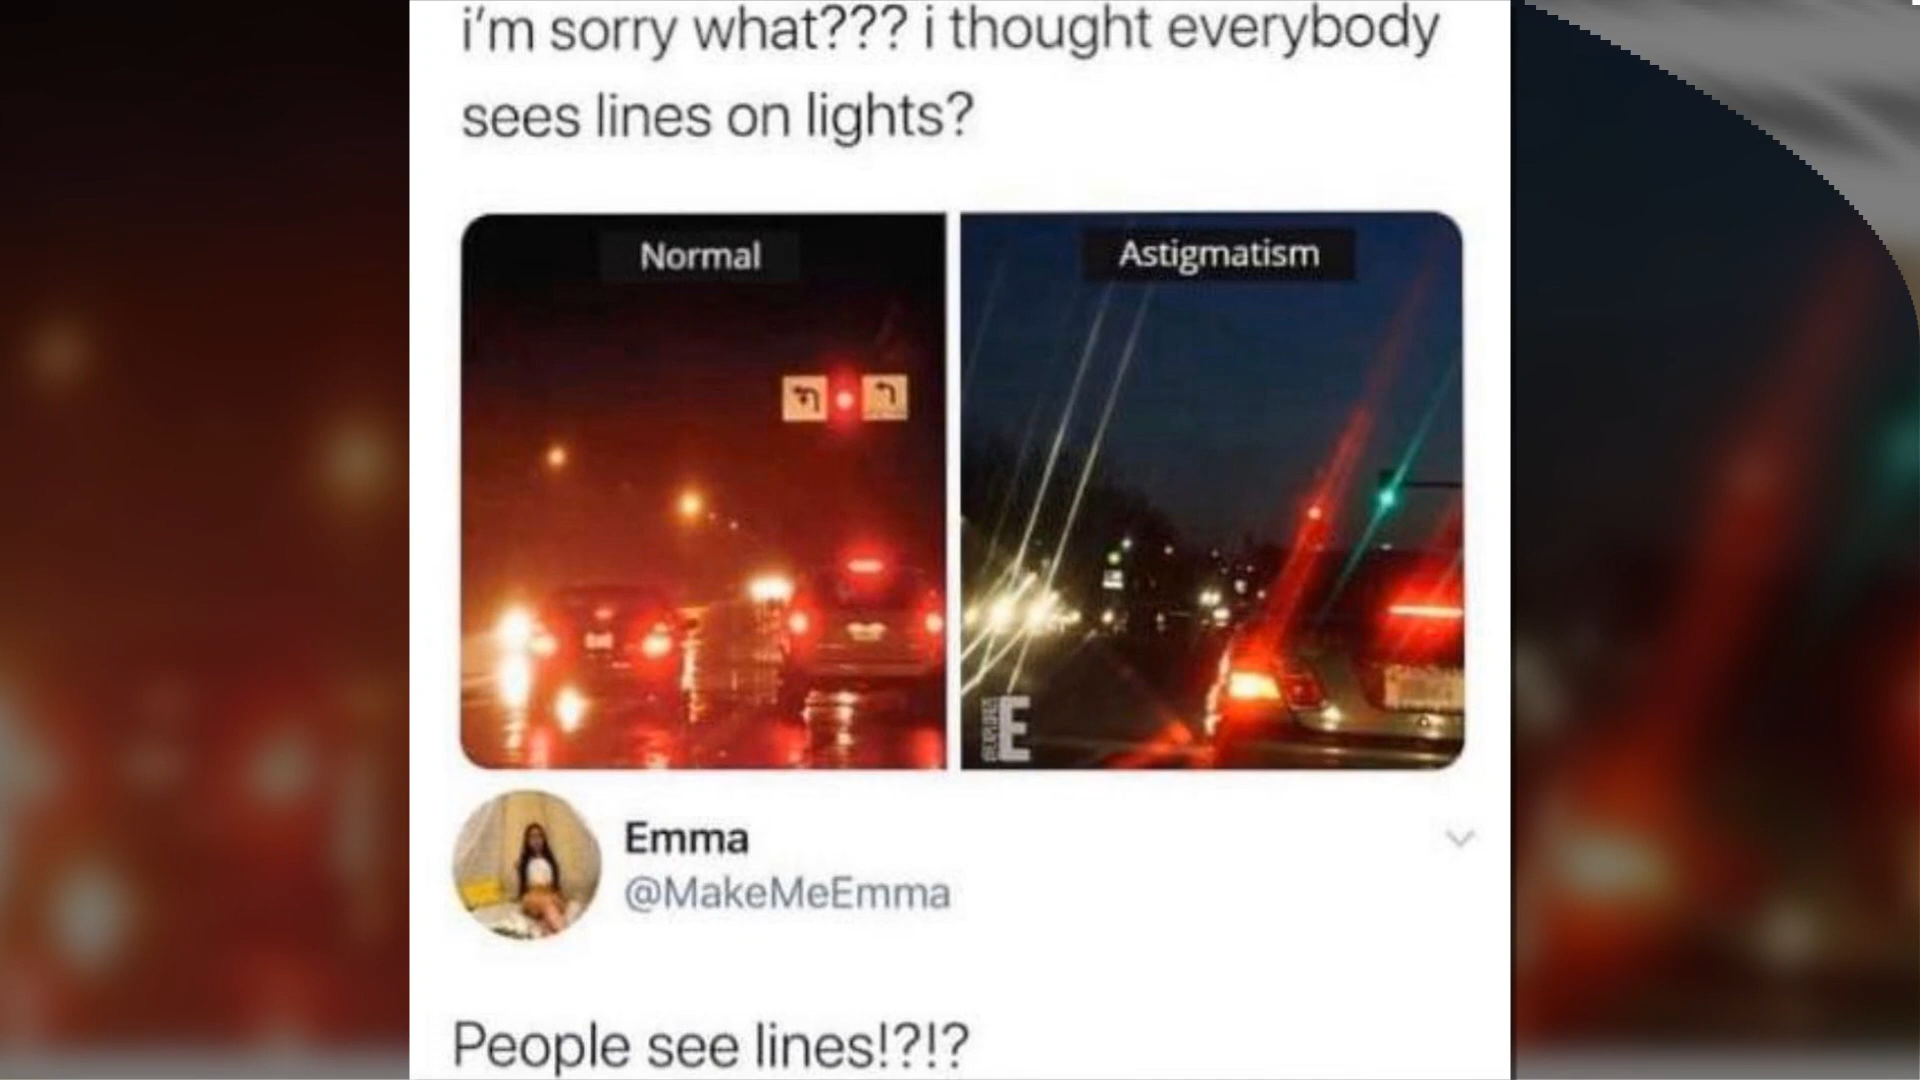 i'm sorry what??? i thought everybody
sees lines on lights?
Normal
Astigmatism
E
Emma
@MakeMeEmma
People see lines!?!?